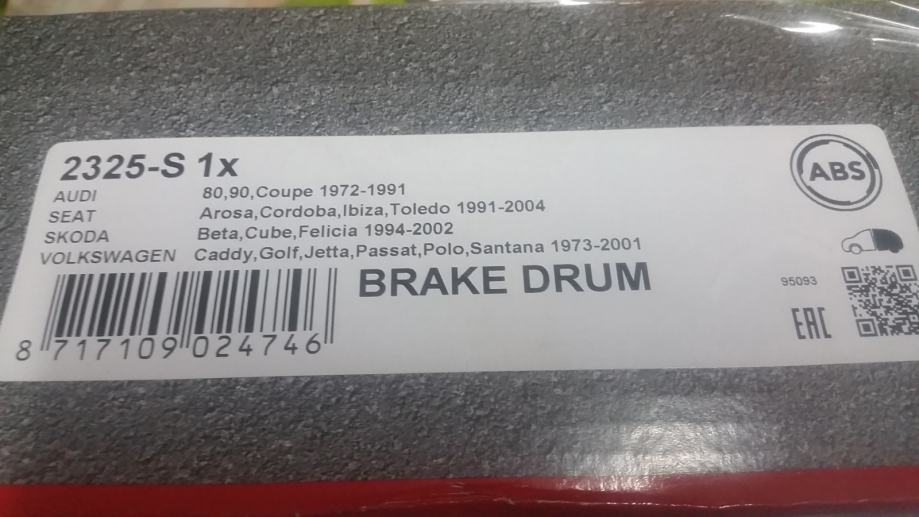 2325-S 1x
AUDI 80,90,Coupe 1972-1991
SEAT Arosa,Cordoba,Ibiza,Toledo 1991-2004
SKODA Beta,Cube,Felicia 1994-2002
VOLKSWAGEN Caddy,Golf,Jetta,Passat,Polo,Santana 1973-2001
BRAKE DRUM
8 717109 024746
ABS
95093
EAC